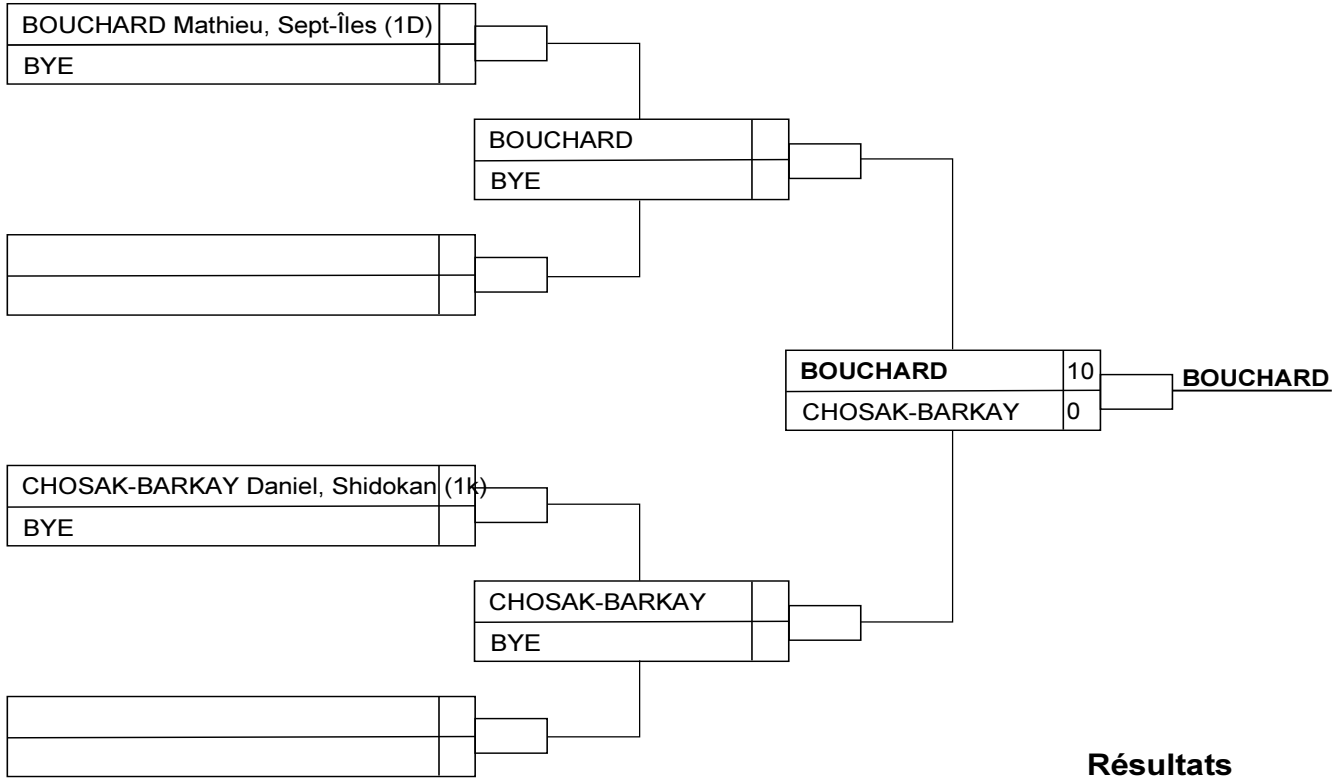 BOUCHARD Mathieu, Sept-Îles (1D)
BYE
BOUCHARD
BYE
BOUCHARD 10
CHOSAK-BARKAY 0
BOUCHARD
CHOSAK-BARKAY Daniel, Shidokan (1k)
BYE
CHOSAK-BARKAY
BYE
Résultats